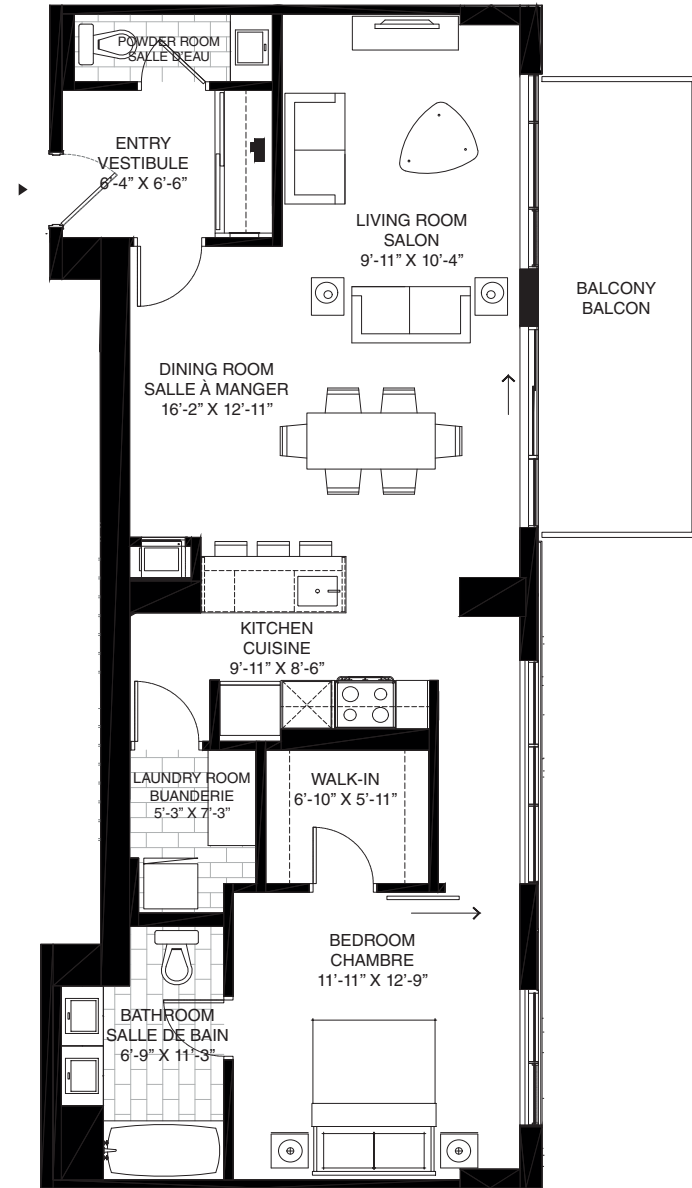 POWDER ROOM
SALLE D'EAU
ENTRY
VESTIBULE
6'-4” X 6'-6”
LIVING ROOM
SALON
9'-11” X 10'-4”
BALCONY
BALCON
DINING ROOM
SALLE À MANGER
16'-2” X 12'-11”
KITCHEN
CUISINE
9'-11” X 8'-6”
LAUNDRY ROOM
BUANDERIE
5'-3” X 7'-3”
WALK-IN
6'-10” X 5'-11”
BEDROOM
CHAMBRE
11'-11” X 12'-9”
BATHROOM
SALLE DE BAIN
6'-9” X 11'-3”